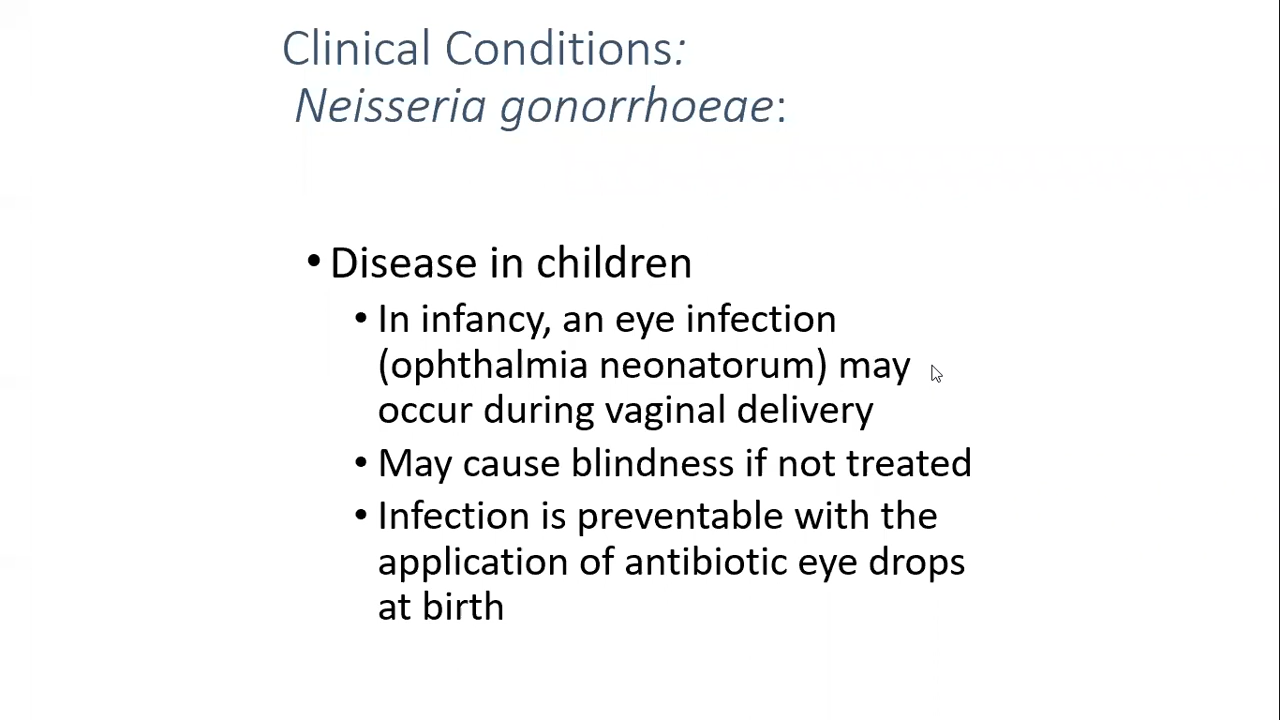 Clinical Conditions:
Neisseria gonorrhoeae:
• Disease in children
• In infancy, an eye infection
(ophthalmia neonatorum) may
occur during vaginal delivery
• May cause blindness if not treated
• Infection is preventable with the
application of antibiotic eye drops
at birth